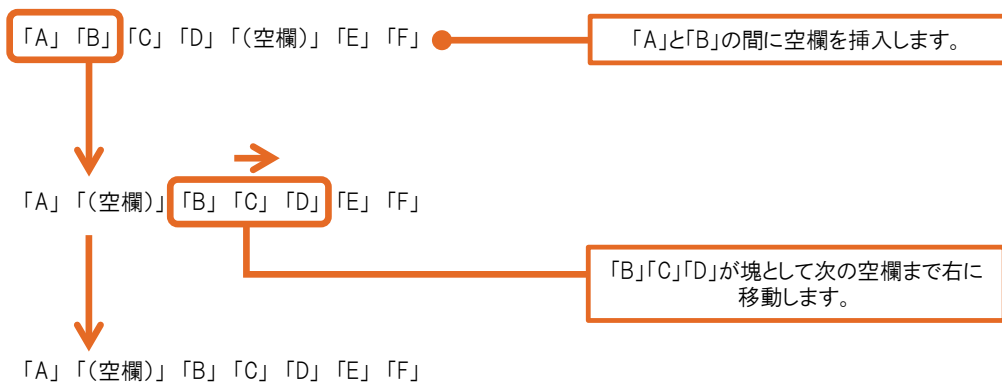 「A」「B」「C」「D」「(空欄)」「E」「F」
「A」と「B」の間に空欄を挿入します。
「A」「(空欄)」「B」「C」「D」「E」「F」
「B」「C」「D」が塊として次の空欄まで右に
移動します。
「A」「(空欄)」「B」「C」「D」「E」「F」